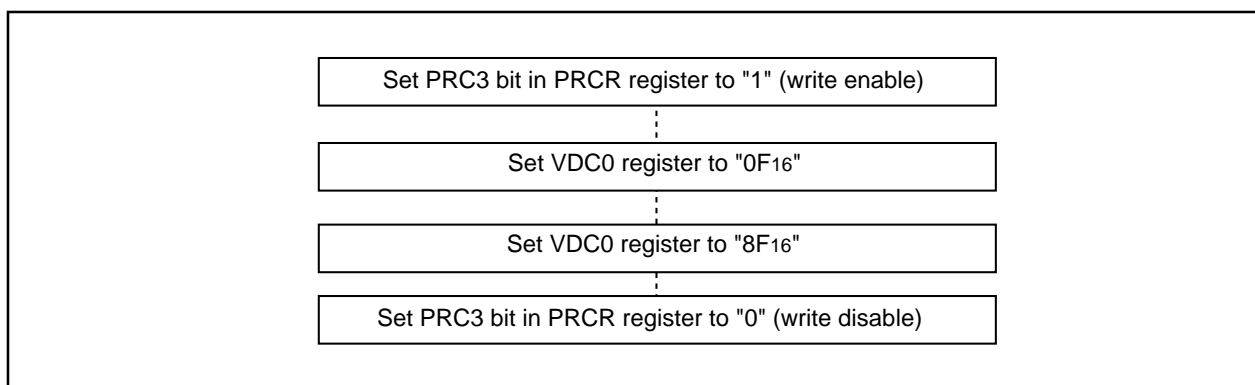 Set PRC3 bit in PRCR register to "1" (write enable)
Set VDC0 register to "0F16"
Set VDC0 register to "8F16"
Set PRC3 bit in PRCR register to "0" (write disable)